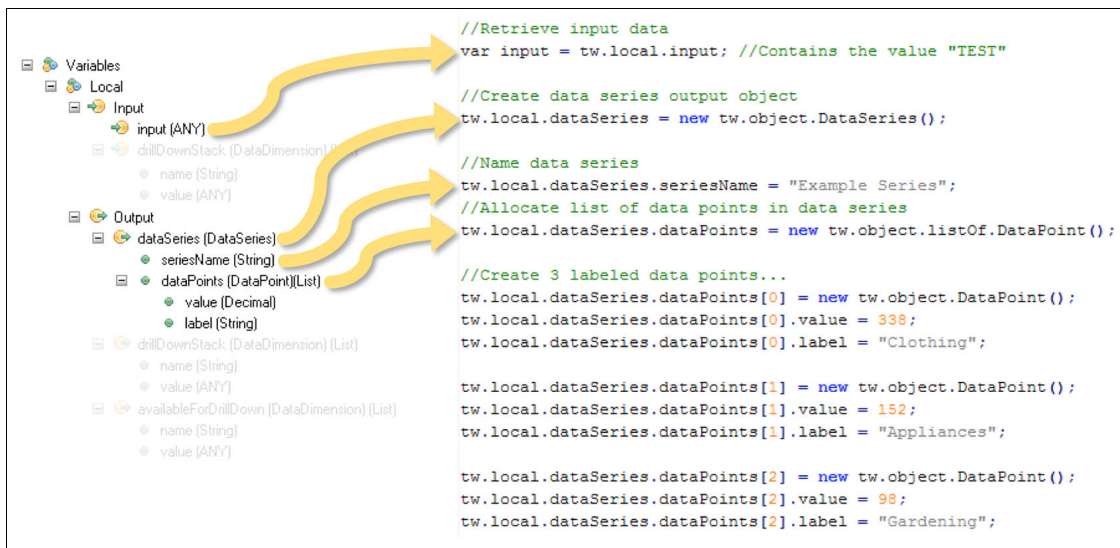 Variables
Local
Input
input (ANY)
drillDownStack (DataDimension)
name (String)
value (ANY)
Output
dataSeries (DataSeries)
seriesName (String)
dataPoints (DataPoint)(List)
value (Decimal)
label (String)
drillDownStack (DataDimension) (List)
name (String)
value (ANY)
availableForDrillDown (DataDimension) (List)
name (String)
value (ANY)
//Retrieve input data
var input = tw.local.input; //Contains the value "TEST"
//Create data series output object
tw.local.dataSeries = new tw.object.DataSeries();
//Name data series
tw.local.dataSeries.seriesName = "Example Series";
//Allocate list of data points in data series
tw.local.dataSeries.dataPoints = new tw.object.listOf.DataPoint();
//Create 3 labeled data points...
tw.local.dataSeries.dataPoints[0] = new tw.object.DataPoint();
tw.local.dataSeries.dataPoints[0].value = 338;
tw.local.dataSeries.dataPoints[0].label = "Clothing";
tw.local.dataSeries.dataPoints[1] = new tw.object.DataPoint();
tw.local.dataSeries.dataPoints[1].value = 152;
tw.local.dataSeries.dataPoints[1].label = "Appliances";
tw.local.dataSeries.dataPoints[2] = new tw.object.DataPoint();
tw.local.dataSeries.dataPoints[2].value = 98;
tw.local.dataSeries.dataPoints[2].label = "Gardening";